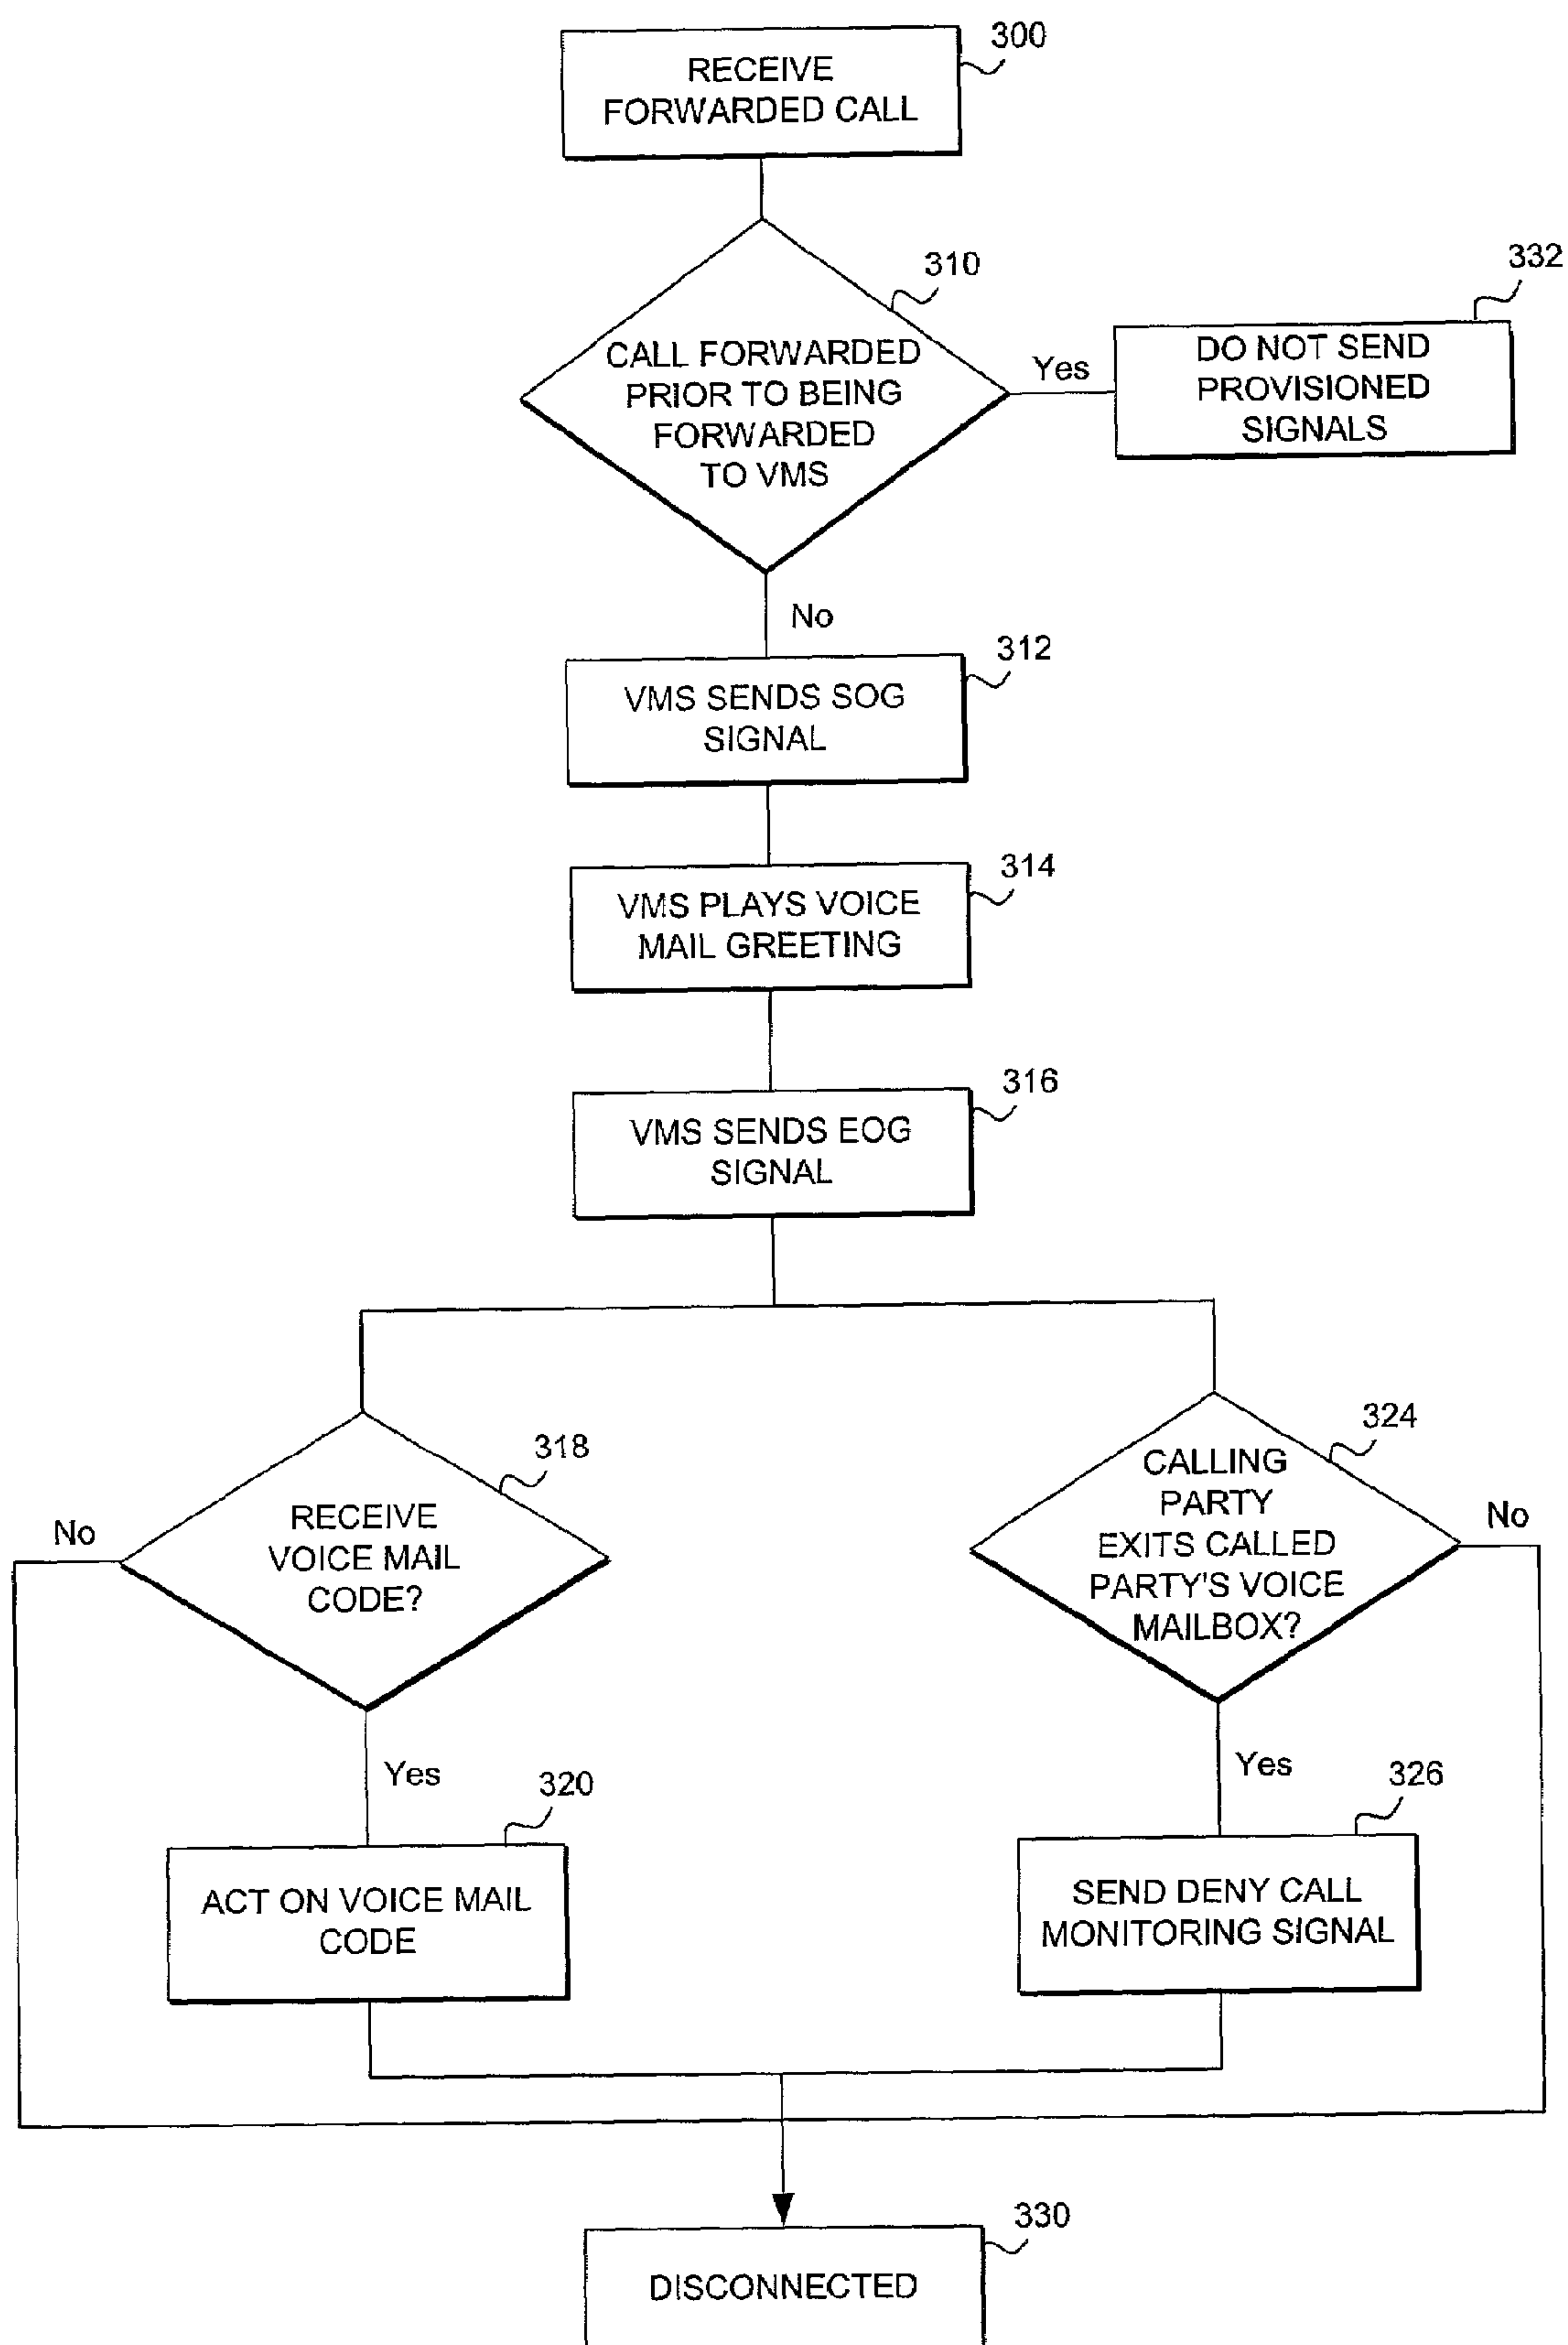 300
RECEIVE
FORWARDED CALL
310
332
CALL FORWARDED
PRIOR TO BEING
FORWARDED
TO VMS
Yes
DO NOT SEND
PROVISIONED
SIGNALS
No
312
VMS SENDS SOG
SIGNAL
314
VMS PLAYS VOICE
MAIL GREETING
316
VMS SENDS EOG
SIGNAL
318
No
RECEIVE
VOICE MAIL
CODE?
324
CALLING
PARTY
EXITS CALLED
PARTY'S VOICE
MAILBOX?
No
Yes
320
ACT ON VOICE MAIL
CODE
Yes
326
SEND DENY CALL
MONITORING SIGNAL
330
DISCONNECTED